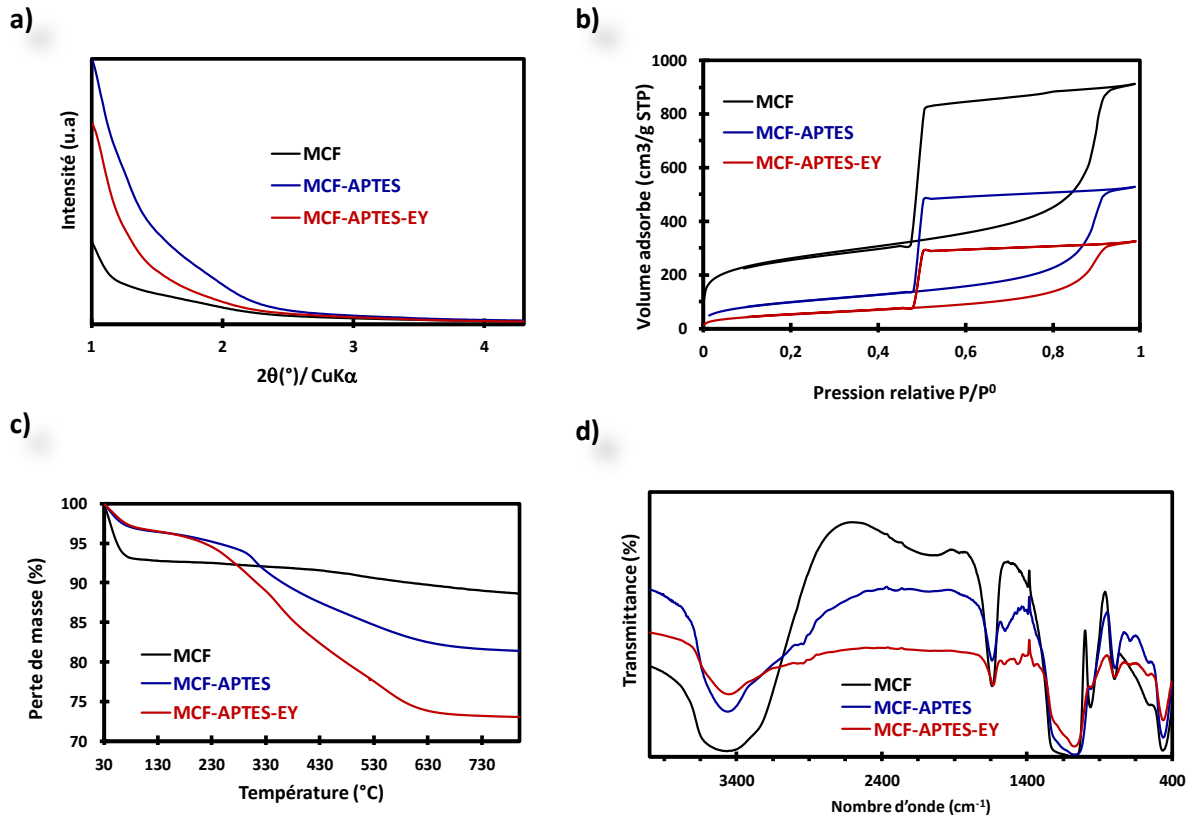 a)
Intensité (u.a)
MCF
MCF-APTES
MCF-APTES-EY
1
2
3
4
2θ(°)/ CuKα
b)
Volume adsorbe (cm3/g STP)
1000
800
600
400
200
0
MCF
MCF-APTES
MCF-APTES-EY
0
0,2
0,4
0,6
0,8
1
Pression relative P/P⁰
c)
Perte de masse (%)
100
95
90
85
80
75
70
MCF
MCF-APTES
MCF-APTES-EY
30
130
230
330
430
530
630
730
Température (°C)
d)
Transmittance (%)
MCF
MCF-APTES
MCF-APTES-EY
3400
2400
1400
400
Nombre d'onde (cm⁻¹)